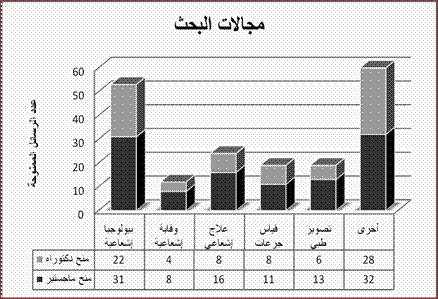 مجالات البحث
عدد الرسائل الممنوحة
60
50
40
30
20
10
0
بيولوجيا إشعاعية
وقاية إشعاعية
علاج إشعاعي
قياس جرعات
تصوير طبي
أخرى
منح دكتوراه 22 4 8 8 6 28
منح ماجستير 31 8 16 11 13 32